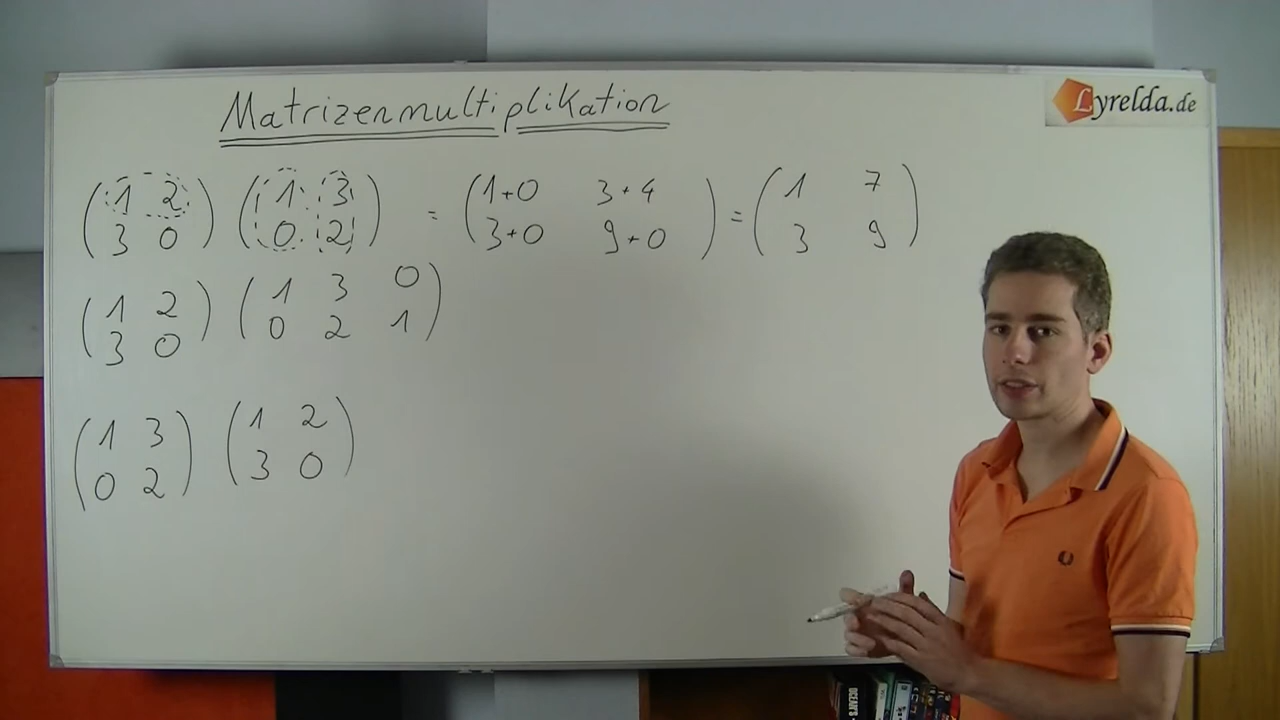 Matrizenmultiplikation
Lyrelda.de
(1 2) (1 3) = (1+0 3+4) = (1 7)
(3 0) (0 2) (3+0 9+0) (3 9)
(1 2) (1 3 0)
(3 0) (0 2 1)
(1 3) (1 2)
(0 2) (3 0)